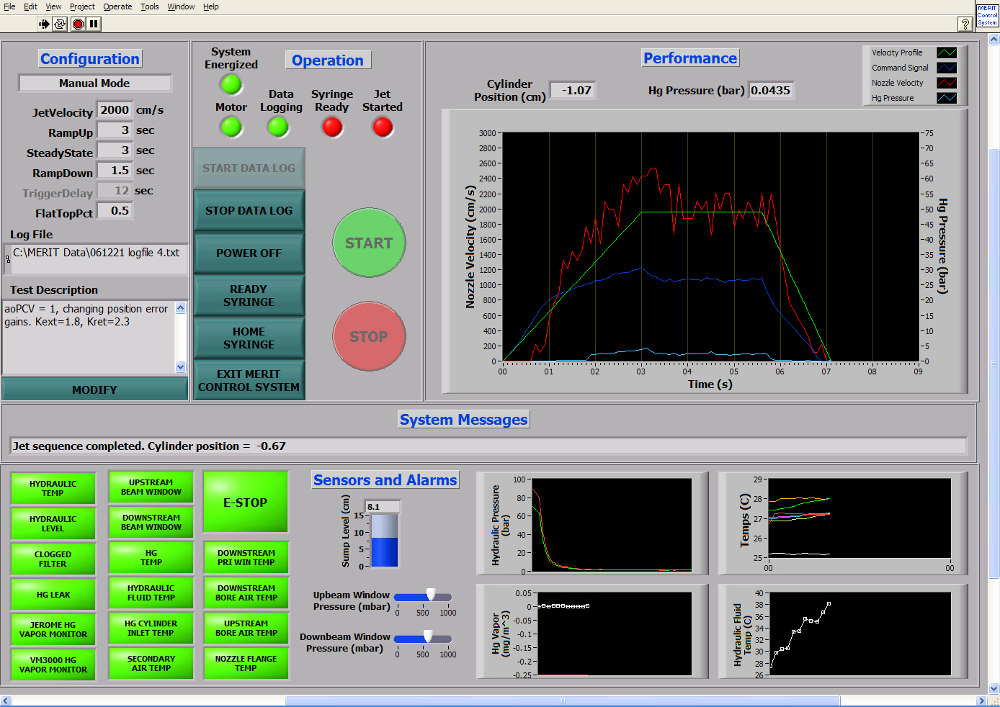 File Edit View Project Operate Tools Window Help
MERIT
Control
System
?
Configuration
Manual Mode
JetVelocity 2000 cm/s
RampUp 3 sec
SteadyState 3 sec
RampDown 1.5 sec
TriggerDelay 12 sec
FlatTopPct 0.5
Log File
C:\MERIT Data\061221 logfile 4.txt
Test Description
aoPCV = 1, changing position error
gains. Kext=1.8, Kret=2.3
MODIFY
Operation
System
Energized
Motor
Data
Logging
Syringe
Ready
Jet
Started
START DATA LOG
STOP DATA LOG
POWER OFF
READY
SYRINGE
HOME
SYRINGE
EXIT MERIT
CONTROL SYSTEM
START
STOP
Performance
Cylinder
Position (cm) -1.07
Hg Pressure (bar) 0.0435
Velocity Profile
Command Signal
Nozzle Velocity
Hg Pressure
Nozzle Velocity (cm/s)
3000
2800
2600
2400
2200
2000
1800
1600
1400
1200
1000
800
600
400
200
0
75
70
65
60
55
50
45
40
35
30
25
20
15
10
5
0
Hg Pressure (bar)
00 01 02 03 04 05 06 07 08 09
Time (s)
System Messages
Jet sequence completed. Cylinder position = -0.67
HYDRAULIC
TEMP
HYDRAULIC
LEVEL
CLOGGED
FILTER
HG LEAK
JEROME HG
VAPOR MONITOR
VM3000 HG
VAPOR MONITOR
UPSTREAM
BEAM WINDOW
DOWNSTREAM
BEAM WINDOW
HG
TEMP
HYDRAULIC
FLUID TEMP
HG CYLINDER
INLET TEMP
SECONDARY
AIR TEMP
E-STOP
DOWNSTREAM
PRI WIN TEMP
DOWNSTREAM
BORE AIR TEMP
UPSTREAM
BORE AIR TEMP
NOZZLE FLANGE
TEMP
Sensors and Alarms
Sump Level (cm)
8.1
15
10
5
0
Upbeam Window
Pressure (mbar)
0 500 1000
Downbeam Window
Pressure (mbar)
0 500 1000
Hydraulic Pressure
(bar)
100
80
60
40
20
0
Temps (C)
29
28
27
26
25
00 00
Hg Vapor
(mg/m^3)
0.05
0
-0.05
-0.1
-0.15
-0.2
-0.25
Hydraulic Fluid
Temp (C)
40
38
36
34
32
30
28
26